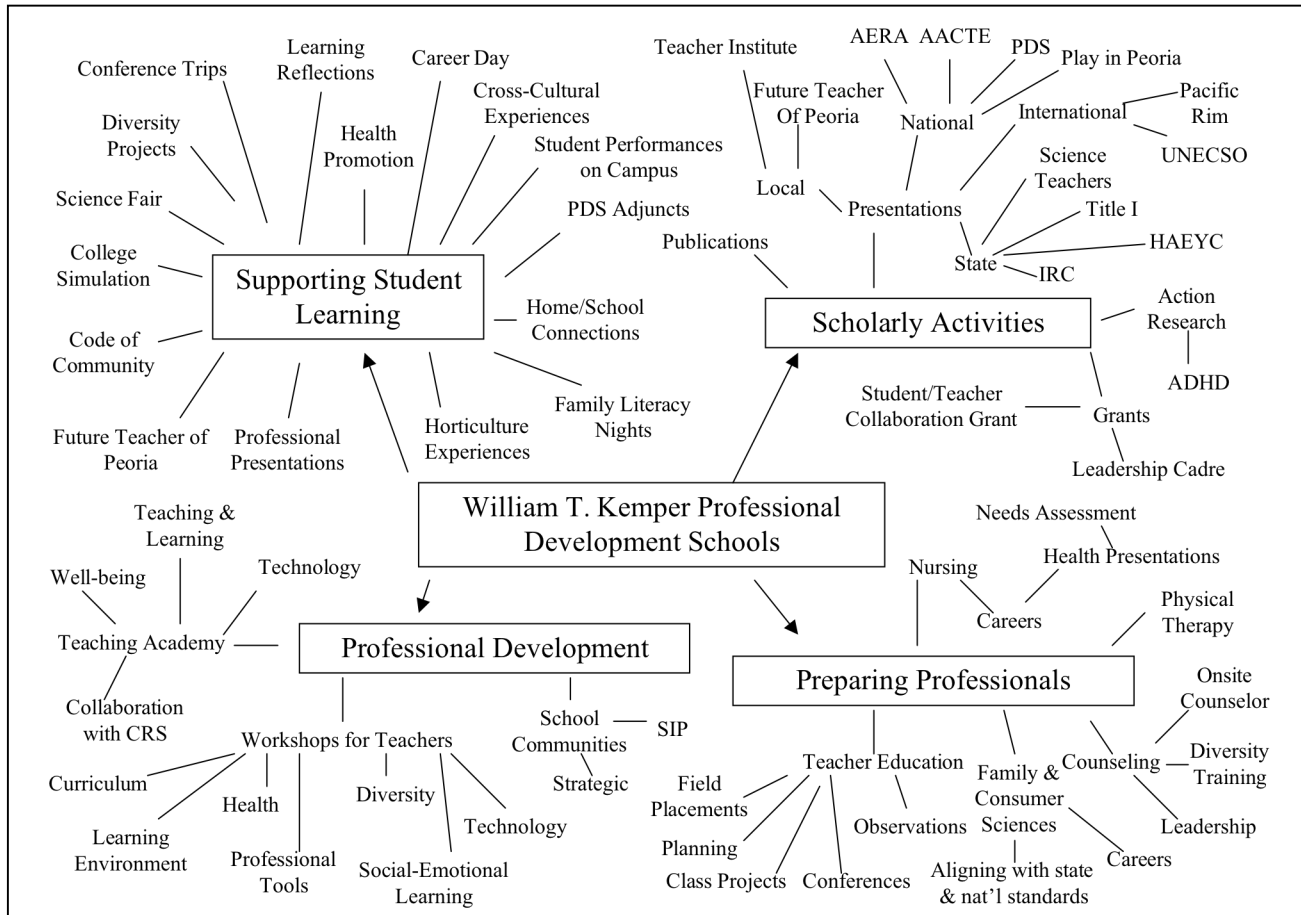 Conference Trips
Learning
Reflections
Career Day
Diversity
Projects
Health
Promotion
Cross-Cultural
Experiences
Student Performances
on Campus
Science Fair
PDS Adjuncts
College
Simulation
Supporting Student
Learning
Home/School
Connections
Code of
Community
Family Literacy
Nights
Future Teacher of
Peoria
Professional
Presentations
Horticulture
Experiences
Teacher Institute
AERA AACTE
PDS
Play in Peoria
Future Teacher
Of Peoria
National
International
Pacific
Rim
UNECSO
Local
Presentations
Science
Teachers
Title I
HAEYC
State
IRC
Publications
Scholarly Activities
Action
Research
ADHD
Student/Teacher
Collaboration Grant
Grants
Leadership Cadre
William T. Kemper Professional
Development Schools
Teaching &
Learning
Well-being
Technology
Teaching Academy
Professional Development
Collaboration
with CRS
School
Communities
SIP
Strategic
Workshops for Teachers
Curriculum
Health
Diversity
Technology
Learning
Environment
Professional
Tools
Social-Emotional
Learning
Needs Assessment
Nursing
Health Presentations
Careers
Physical
Therapy
Preparing Professionals
Onsite
Counselor
Teacher Education
Family &
Consumer
Sciences
Counseling
Diversity
Training
Field
Placements
Observations
Leadership
Planning
Careers
Class Projects
Conferences
Aligning with state
& nat’l standards